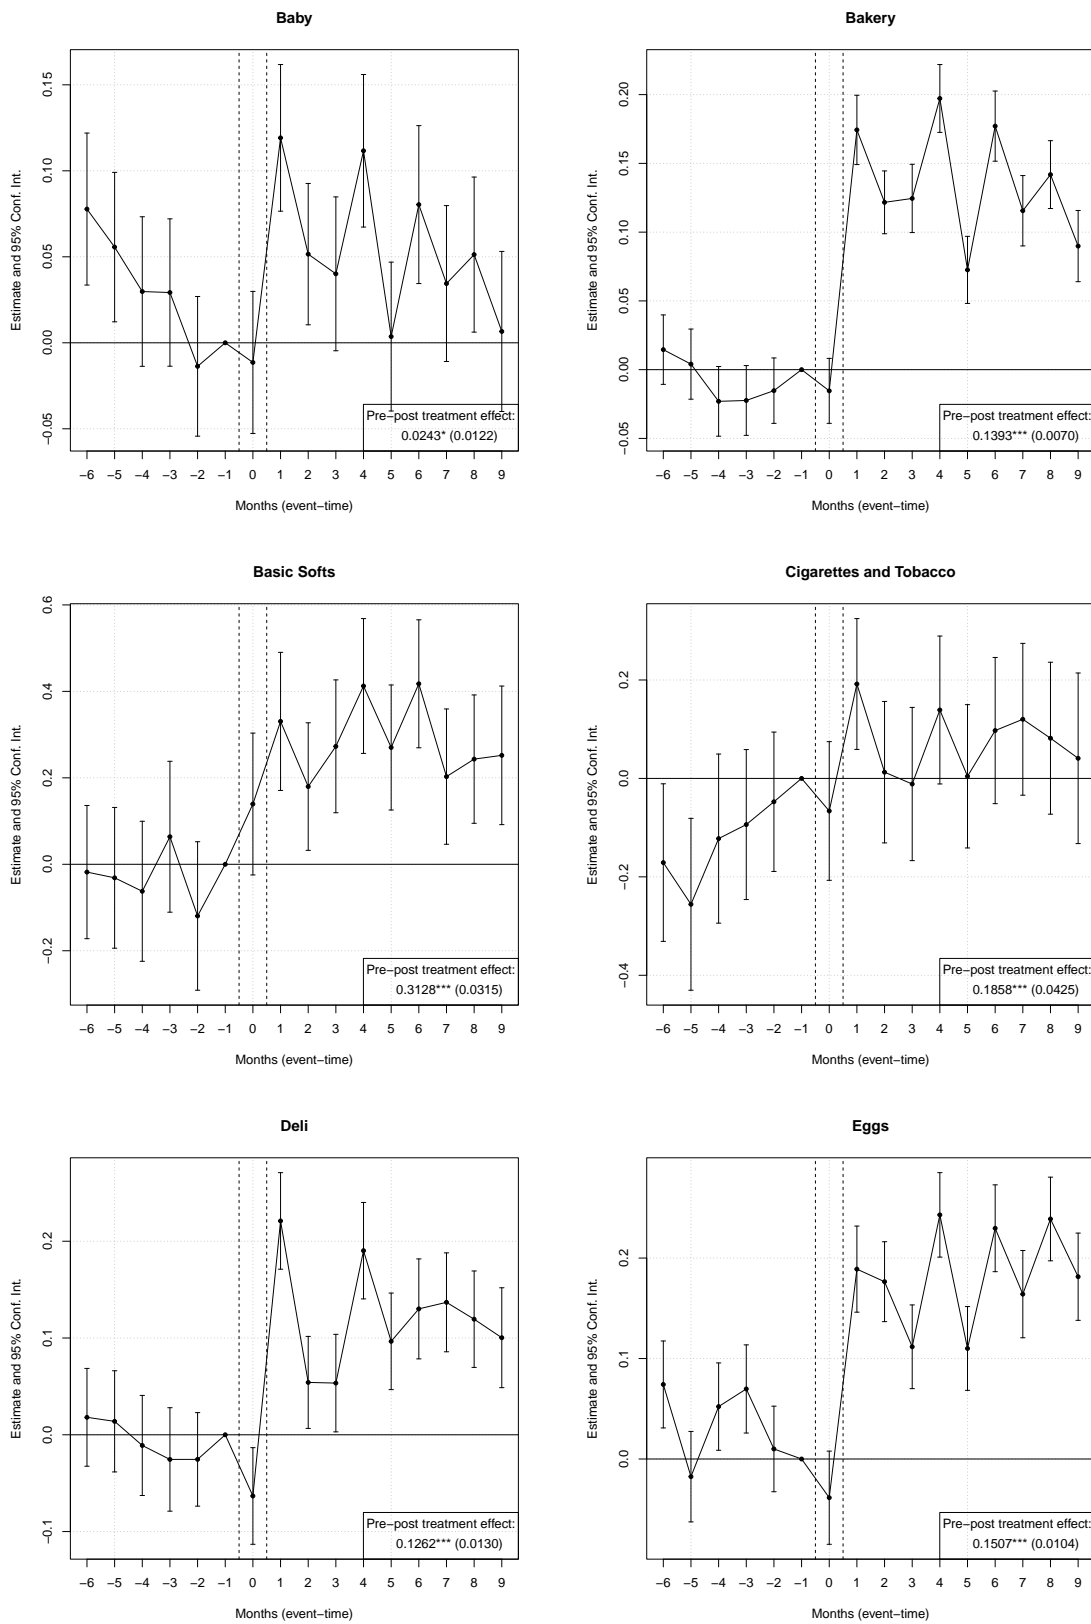 Baby
Estimate and 95% Conf. Int.
0.15
0.10
0.05
0.00
−0.05
Pre−post treatment effect:
0.0243* (0.0122)
−6 −5 −4 −3 −2 −1 0 1 2 3 4 5 6 7 8 9
Months (event−time)
Bakery
Estimate and 95% Conf. Int.
0.20
0.15
0.10
0.05
0.00
−0.05
Pre−post treatment effect:
0.1393*** (0.0070)
−6 −5 −4 −3 −2 −1 0 1 2 3 4 5 6 7 8 9
Months (event−time)
Basic Softs
Estimate and 95% Conf. Int.
0.6
0.4
0.2
0.0
−0.2
Pre−post treatment effect:
0.3128*** (0.0315)
−6 −5 −4 −3 −2 −1 0 1 2 3 4 5 6 7 8 9
Months (event−time)
Cigarettes and Tobacco
Estimate and 95% Conf. Int.
0.2
0.0
−0.2
−0.4
Pre−post treatment effect:
0.1858*** (0.0425)
−6 −5 −4 −3 −2 −1 0 1 2 3 4 5 6 7 8 9
Months (event−time)
Deli
Estimate and 95% Conf. Int.
0.2
0.1
0.0
−0.1
Pre−post treatment effect:
0.1262*** (0.0130)
−6 −5 −4 −3 −2 −1 0 1 2 3 4 5 6 7 8 9
Months (event−time)
Eggs
Estimate and 95% Conf. Int.
0.2
0.1
0.0
Pre−post treatment effect:
0.1507*** (0.0104)
−6 −5 −4 −3 −2 −1 0 1 2 3 4 5 6 7 8 9
Months (event−time)